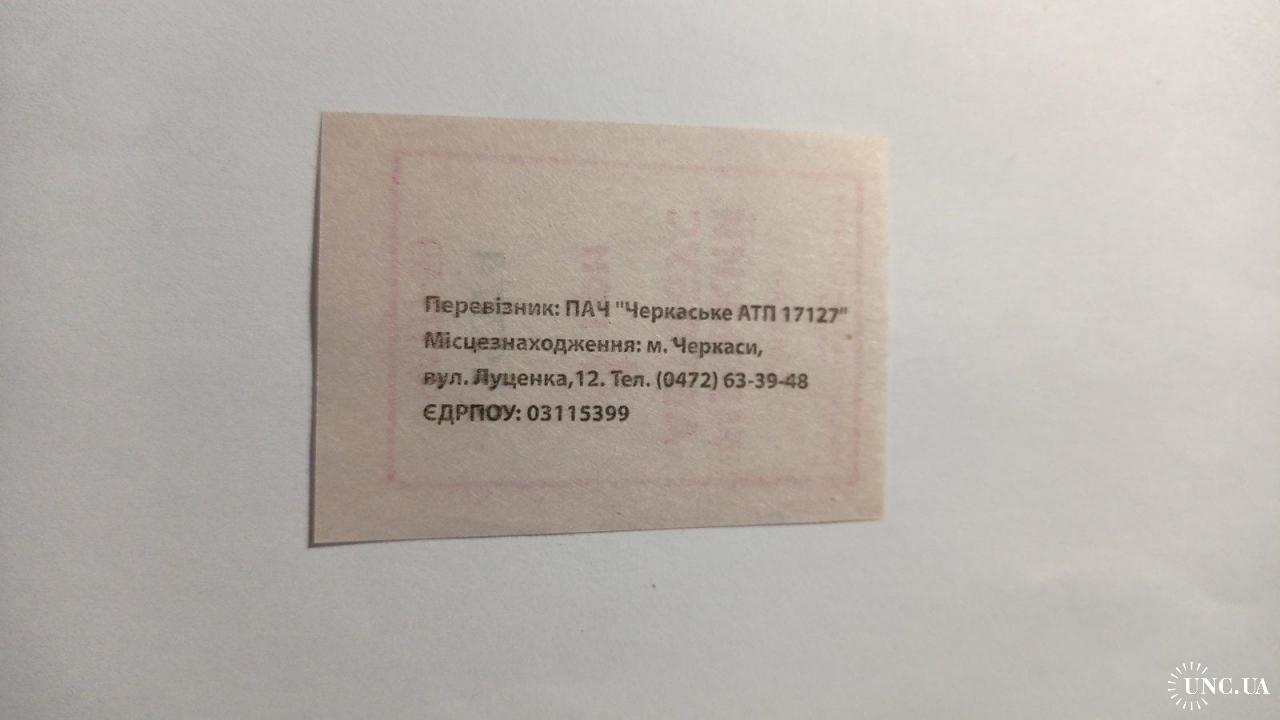 Перевізник: ПАЧ "Черкаське АТП 17127"
Місцезнаходження: м. Черкаси,
вул. Луценка,12. Тел. (0472) 63-39-48
ЄДРПОУ: 03115399
UNC.UA